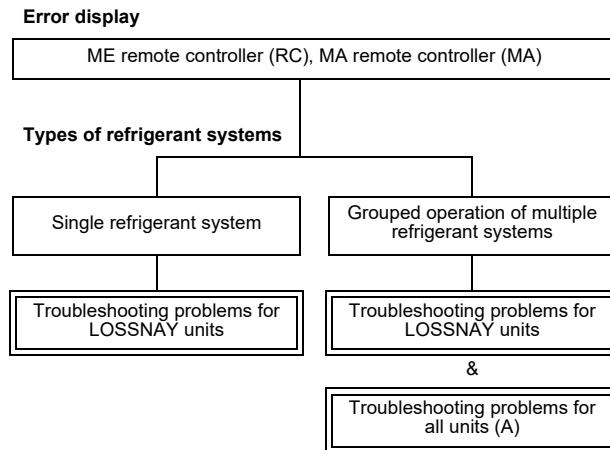 Error display
ME remote controller (RC), MA remote controller (MA)
Types of refrigerant systems
Single refrigerant system
Grouped operation of multiple
refrigerant systems
Troubleshooting problems for
LOSSNAY units
Troubleshooting problems for
LOSSNAY units
&
Troubleshooting problems for
all units (A)